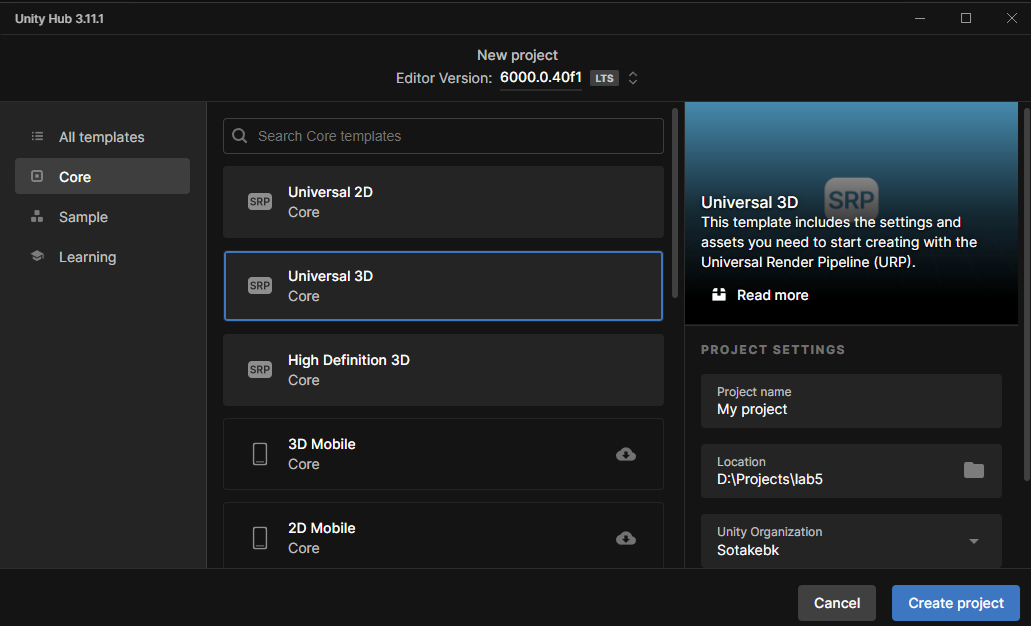 Unity Hub 3.11.1
New project
Editor Version: 6000.0.40f1 LTS
All templates
Core
Sample
Learning
Search Core templates
SRP
Universal 2D
Core
SRP
Universal 3D
Core
SRP
High Definition 3D
Core
3D Mobile
Core
2D Mobile
Core
SRP
Universal 3D
This template includes the settings and
assets you need to start creating with the
Universal Render Pipeline (URP).
Read more
PROJECT SETTINGS
Project name
My project
Location
D:\Projects\lab5
Unity Organization
Sotakebk
Cancel
Create project